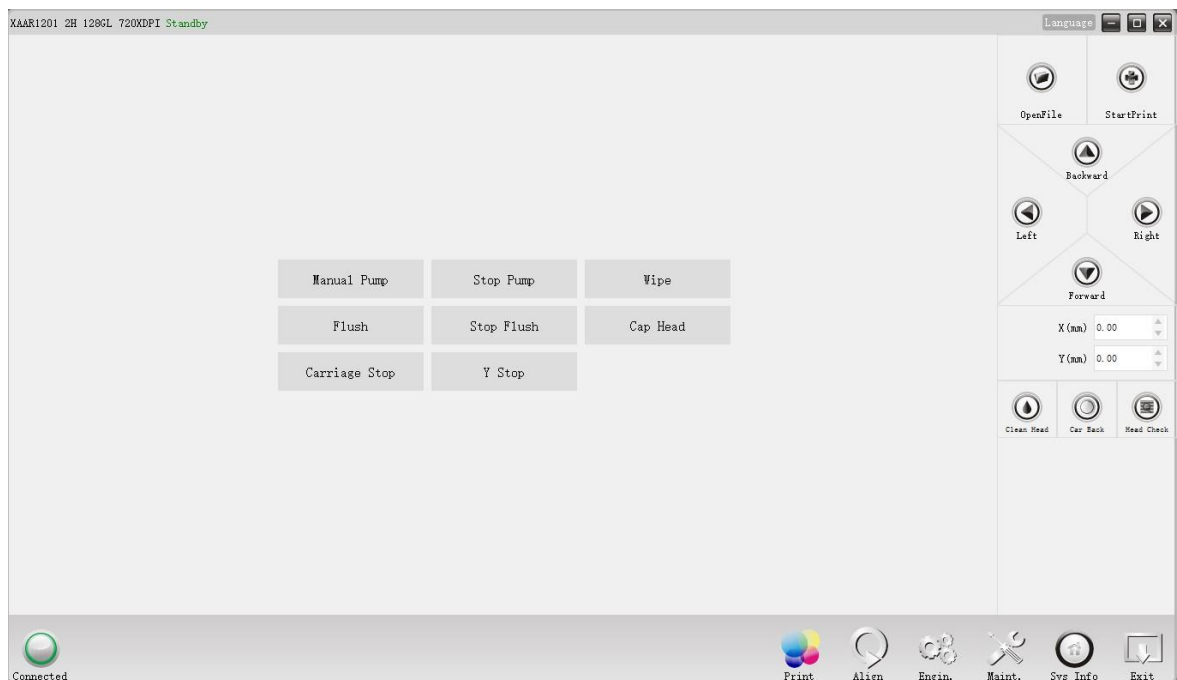 XAAR1201 2H 128GL 720XDPI Standby
Language
OpenFile StartPrint
Backward
Left Right
Forward
Manual Pump Stop Pump Wipe
Flush Stop Flush Cap Head
Carriage Stop Y Stop
X(mm) 0.00
Y(mm) 0.00
Clean Head Car Back Head Check
Connected Print Align Engin. Maint. Sys Info Exit